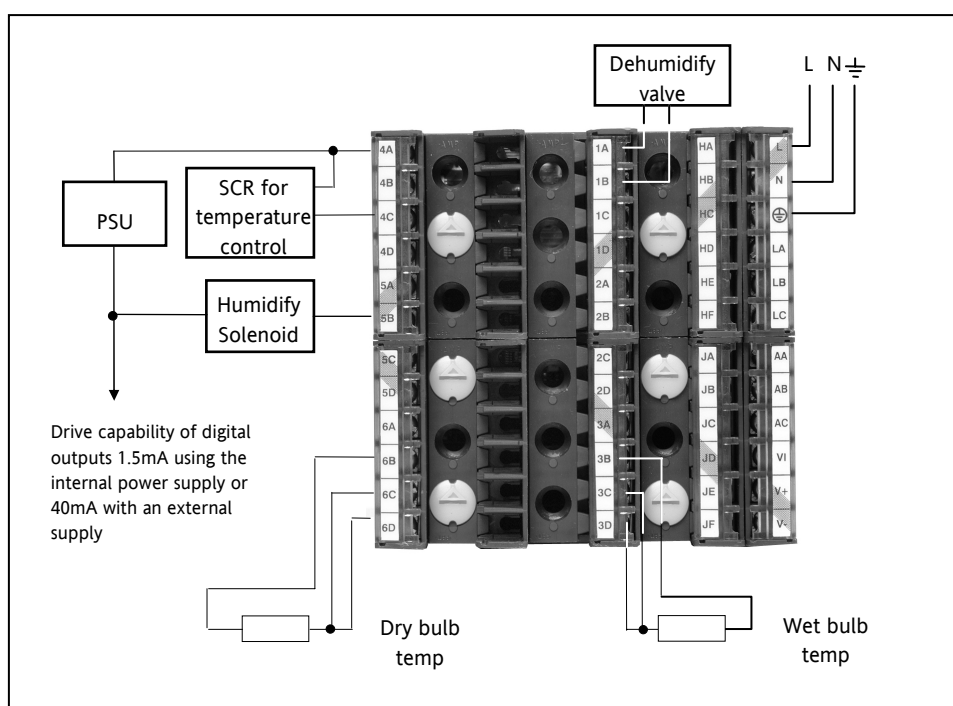 Dehumidify
valve
L N
4A
4B
4C
4D
5A
5B
5C
5D
6A
6B
6C
6D
1A
1B
1C
1D
2A
2B
2C
2D
3A
3B
3C
3D
HA
HB
HC
HD
HE
HF
JA
JB
JC
JD
JE
JF
L
N
LA
LB
LC
AA
AB
AC
VI
V+
V-
PSU
SCR for
temperature
control
Humidify
Solenoid
Drive capability of digital
outputs 1.5mA using the
internal power supply or
40mA with an external
supply
Dry bulb
temp
Wet bulb
temp